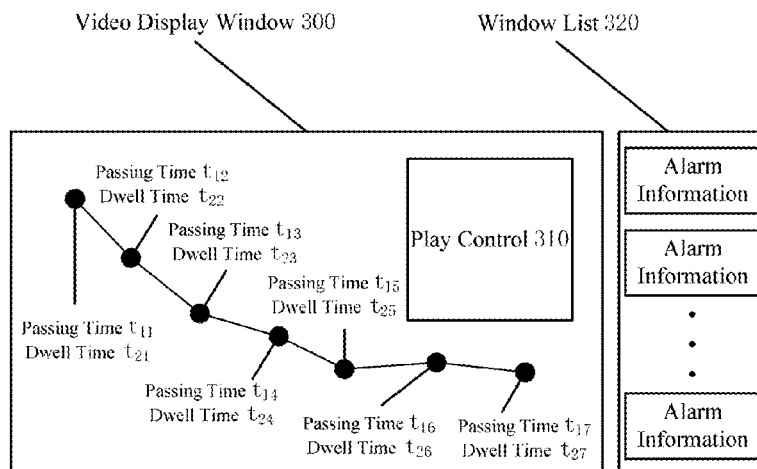 Video Display Window 300
Window List 320
Passing Time t12
Dwell Time t22
Passing Time t13
Dwell Time t23
Passing Time t15
Dwell Time t25
Play Control 310
Passing Time t11
Dwell Time t21
Passing Time t14
Dwell Time t24
Passing Time t16
Dwell Time t26
Passing Time t17
Dwell Time t27
Alarm
Information
Alarm
Information
Alarm
Information